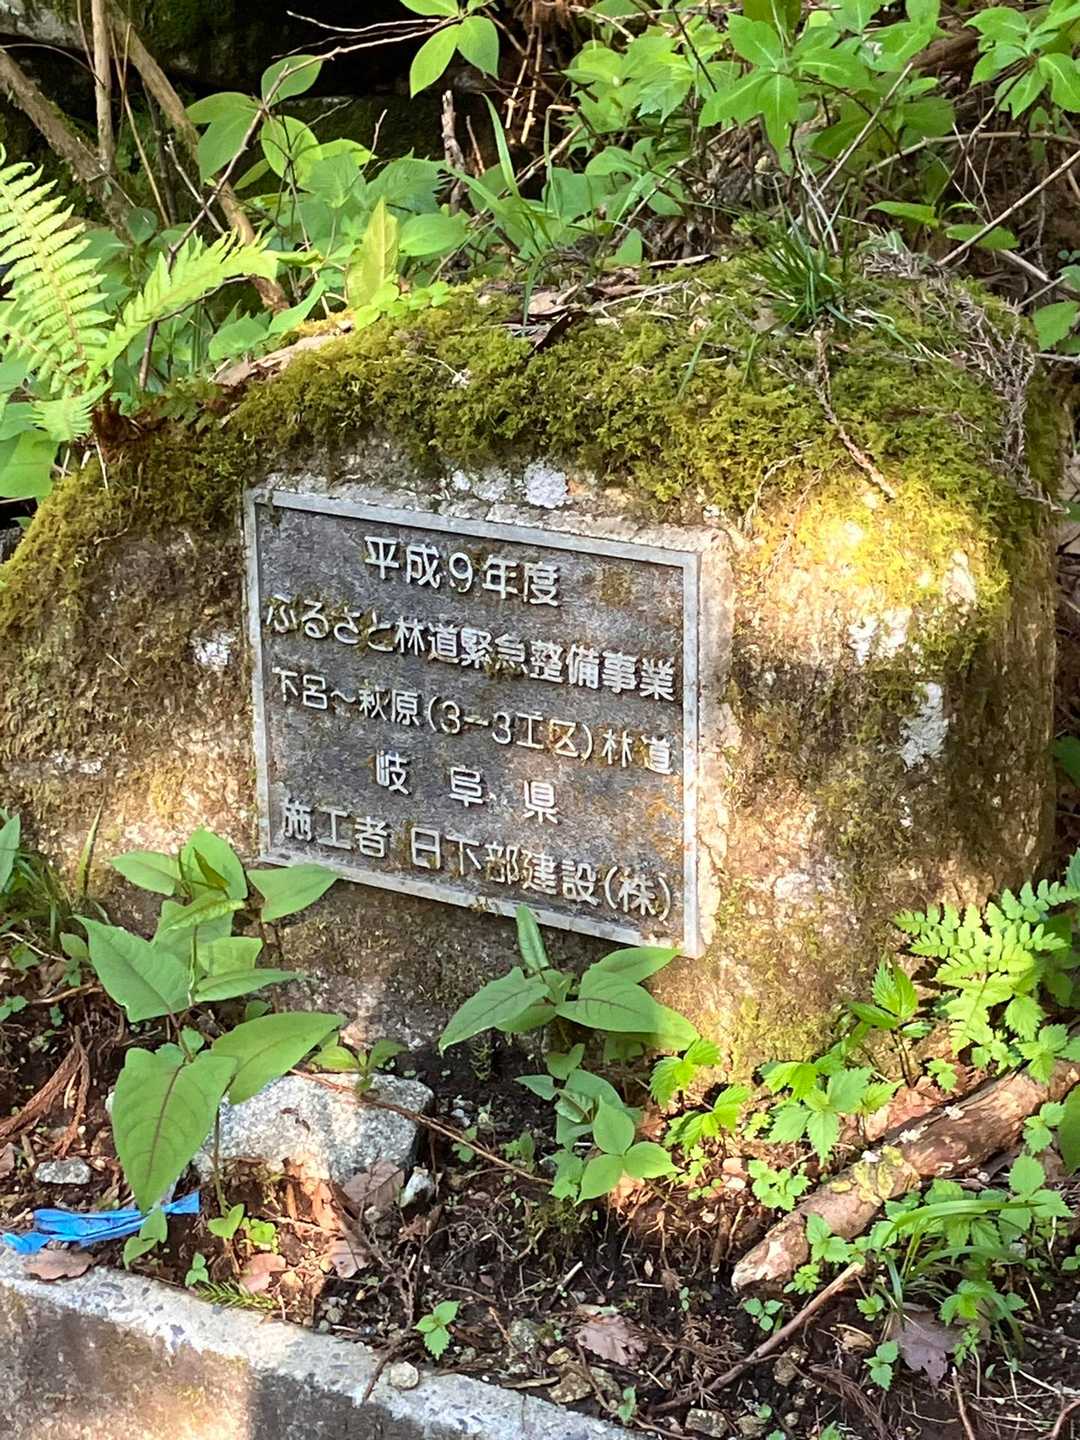 平成9年度
ふるさと林道緊急整備事業
下呂～萩原(3-3工区)林道
岐阜県
施工者 日下部建設(株)